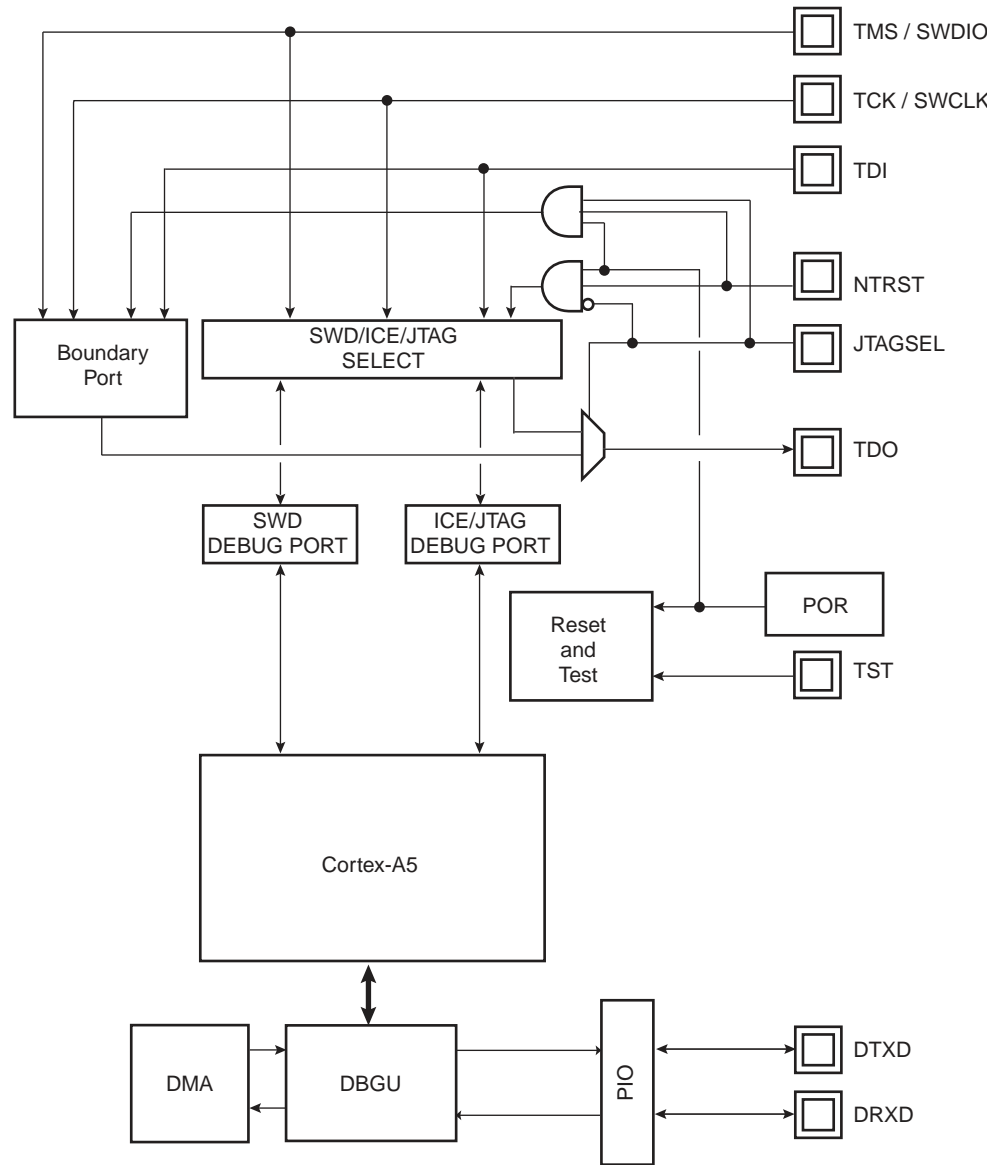 TMS / SWDIO
TCK / SWCLK
TDI
NTRST
JTAGSEL
SWD/ICE/JTAG
SELECT
Boundary
Port
TDO
SWD
DEBUG PORT
ICE/JTAG
DEBUG PORT
POR
Reset
and
Test
TST
Cortex-A5
DMA
DBGU
PIO
DTXD
DRXD